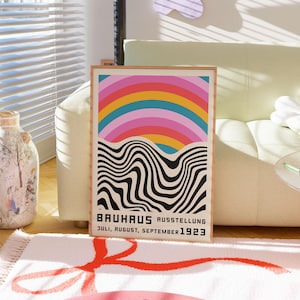 BAUHAUS AUSSTELLUNG
JULI, AUGUST, SEPTEMBER 1923